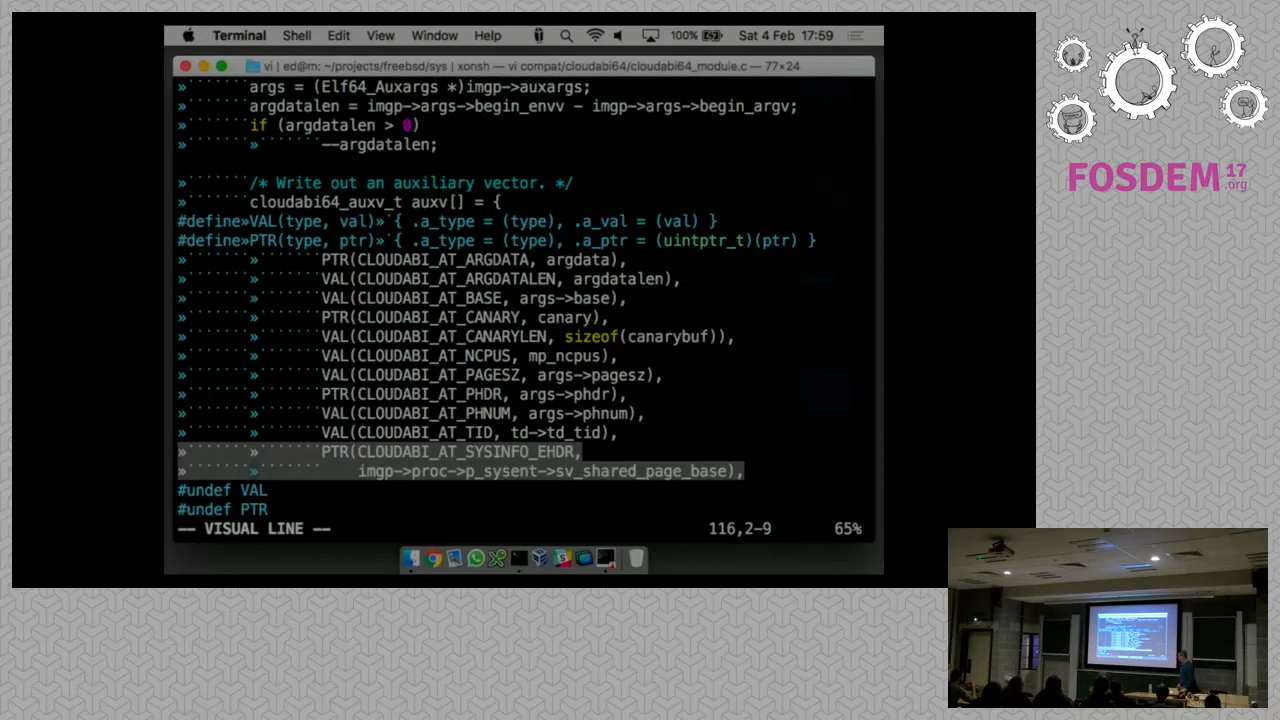 Terminal Shell Edit View Window Help 100% Sat 4 Feb 17:59
vi | ed@m: ~/projects/freebsd/sys | xonsh — vi compat/cloudabi64/cloudabi64_module.c — 77×24
» args = (Elf64_Auxargs *)imgp->auxargs;
» argdatalen = imgp->args->begin_envv - imgp->args->begin_argv;
» if (argdatalen > 0)
» » --argdatalen;
» /* Write out an auxiliary vector. */
» cloudabi64_auxv_t auxv[] = {
#define»VAL(type, val)» { .a_type = (type), .a_val = (val) }
#define»PTR(type, ptr)» { .a_type = (type), .a_ptr = (uintptr_t)(ptr) }
» » PTR(CLOUDABI_AT_ARGDATA, argdata),
» » VAL(CLOUDABI_AT_ARGDATALEN, argdatalen),
» » VAL(CLOUDABI_AT_BASE, args->base),
» » PTR(CLOUDABI_AT_CANARY, canary),
» » VAL(CLOUDABI_AT_CANARYLEN, sizeof(canarybuf)),
» » VAL(CLOUDABI_AT_NCPUS, mp_ncpus),
» » VAL(CLOUDABI_AT_PAGESZ, args->pagesz),
» » PTR(CLOUDABI_AT_PHDR, args->phdr),
» » VAL(CLOUDABI_AT_PHNUM, args->phnum),
» » VAL(CLOUDABI_AT_TID, td->td_tid),
» » PTR(CLOUDABI_AT_SYSINFO_EHDR,
» » imgp->proc->p_sysent->sv_shared_page_base),
#undef VAL
#undef PTR
-- VISUAL LINE -- 116,2-9 65%
FOSDEM 17 .org